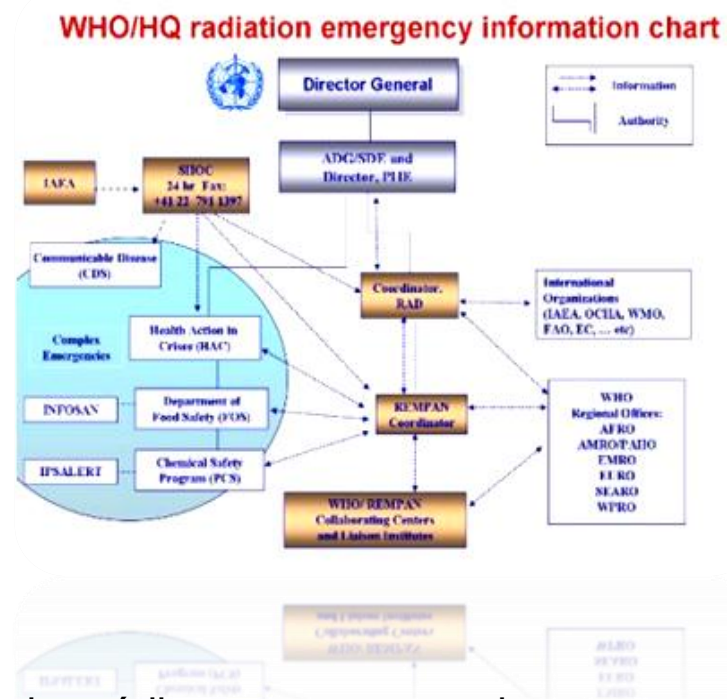 WHO/HQ radiation emergency information chart
Director General
Information
Authority
ADG/SDE and
Director, PHE
IAEA
SHOC
24 hr Fax:
+41 22 791 1397
Communicable Disease
(CDS)
Coordinator,
RAD
International
Organizations
(IAEA, OCHA, WMO,
FAO, EC, ... etc)
Complex
Emergencies
Health Action in
Crises (HAC)
INFOSAN
Department of
Food Safety (FOS)
REMPAN
Coordinator
WHO
Regional Offices:
AFRO
AMRO/PAHO
EMRO
EURO
SEARO
WPRO
IPSALERT
Chemical Safety
Program (PCS)
WHO/ REMPAN
Collaborating Centers
and Liaison Institutes